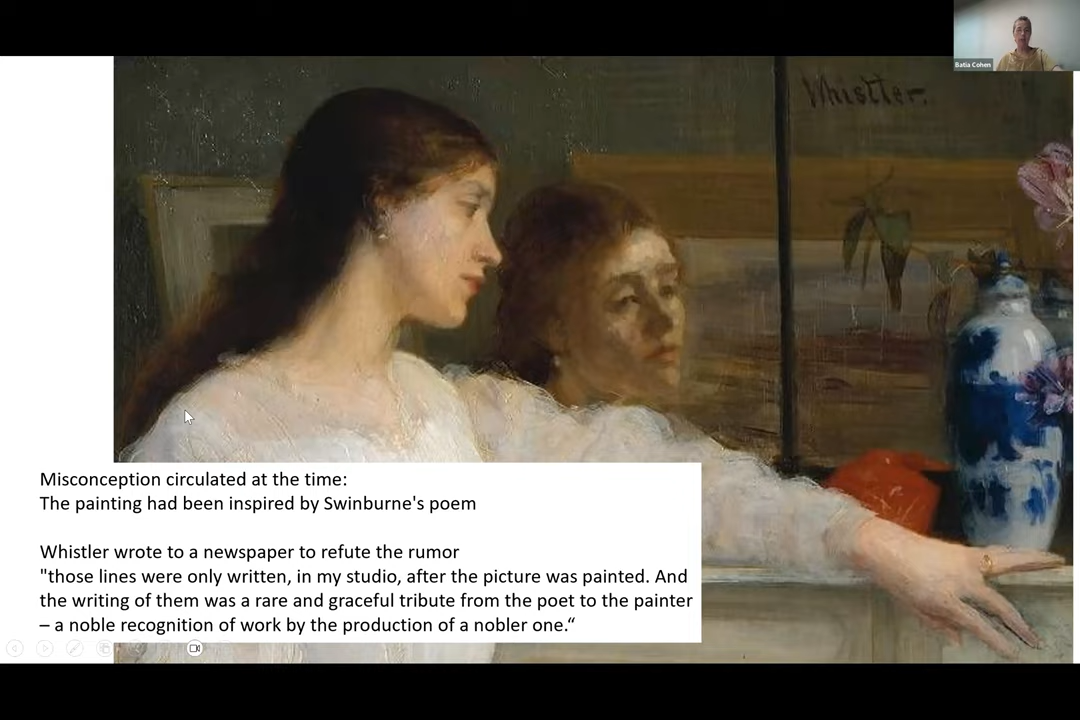 Batia Cohen
Whistler.
Misconception circulated at the time:
The painting had been inspired by Swinburne's poem
Whistler wrote to a newspaper to refute the rumor
"those lines were only written, in my studio, after the picture was painted. And
the writing of them was a rare and graceful tribute from the poet to the painter
– a noble recognition of work by the production of a nobler one.“